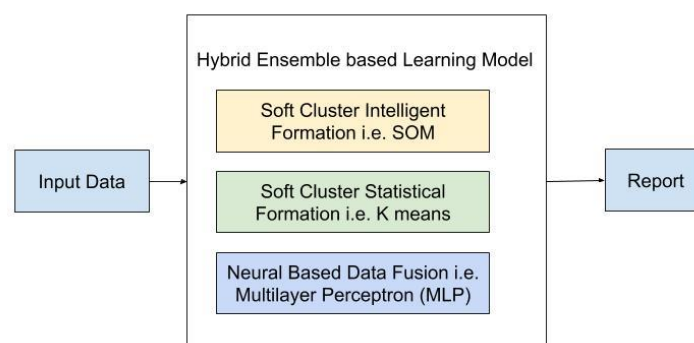 Hybrid Ensemble based Learning Model
Soft Cluster Intelligent
Formation i.e. SOM
Input Data
Soft Cluster Statistical
Formation i.e. K means
Report
Neural Based Data Fusion i.e.
Multilayer Perceptron (MLP)